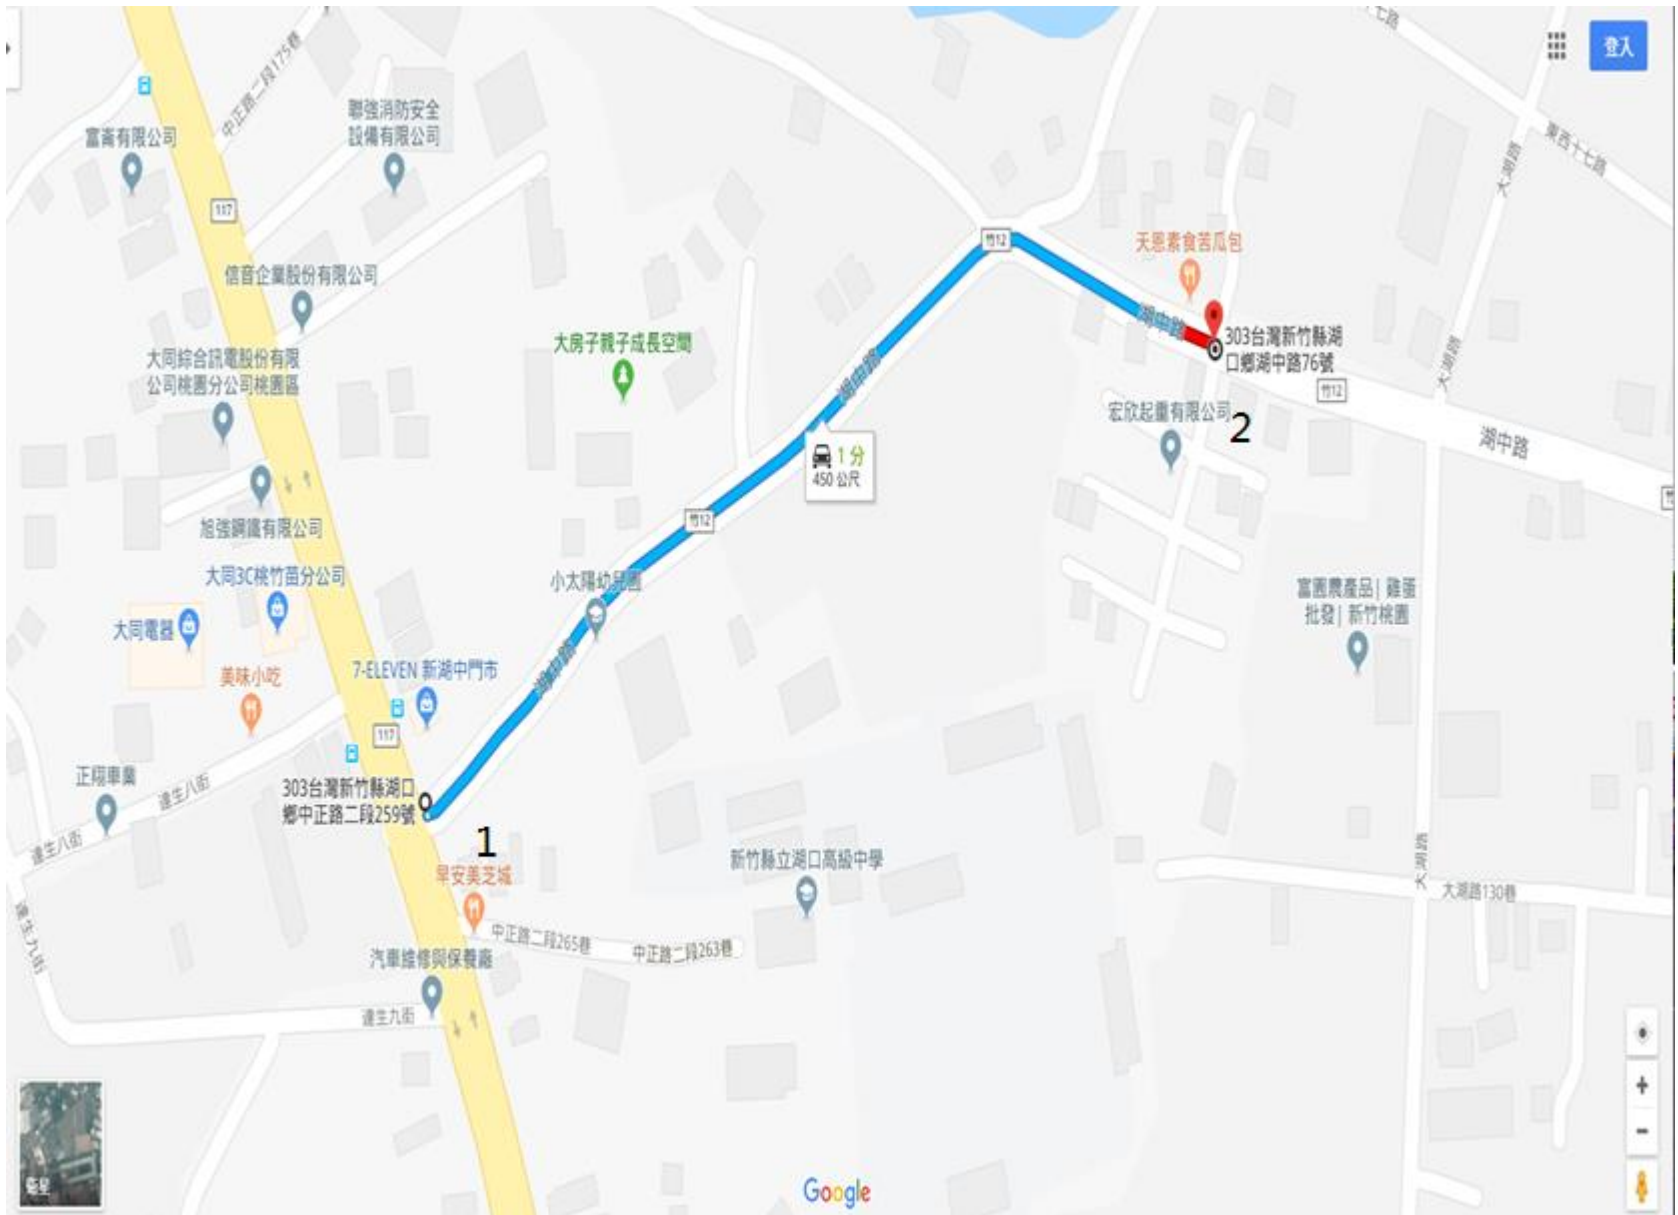 七路
登入
中正路二段175巷
聯強消防安全
設備有限公司
富崙有限公司
東西十七路
大湖路
117
竹12
天恩素食苦瓜包
信音企業股份有限公司
湖中路
303台灣新竹縣湖
口鄉湖中路76號
大房子親子成長空間
大同綜合訊電股份有限
公司桃園分公司桃園區
大湖路
湖中路
竹12
宏欣起重有限公司
2
湖中路
1 分
450 公尺
竹12
旭強鋼鐵有限公司
大同3C桃竹苗分公司
小太陽幼兒園
富園農產品| 雞蛋
批發| 新竹桃園
大同電器
湖中路
美味小吃
7-ELEVEN 新湖中門市
117
正翊車業
達生八街
303台灣新竹縣湖口
鄉中正路二段259號
1
達生八街
早安美芝城
新竹縣立湖口高級中學
大湖路
大湖路130巷
達生九街
中正路二段265巷
中正路二段263巷
汽車維修與保養廠
達生九街
衛星
Google